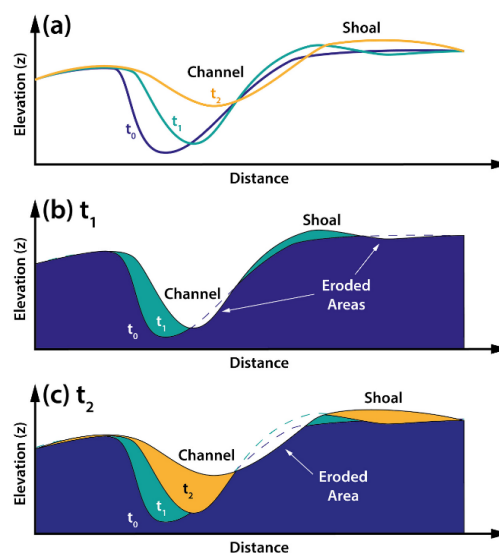 (a)
Shoal
Channel
t2
t1
t0
Elevation (z)
Distance
(b) t1
Shoal
Channel
Eroded
Areas
t1
t0
Elevation (z)
Distance
(c) t2
Shoal
Channel
t2
Eroded
Area
t1
t0
Elevation (z)
Distance